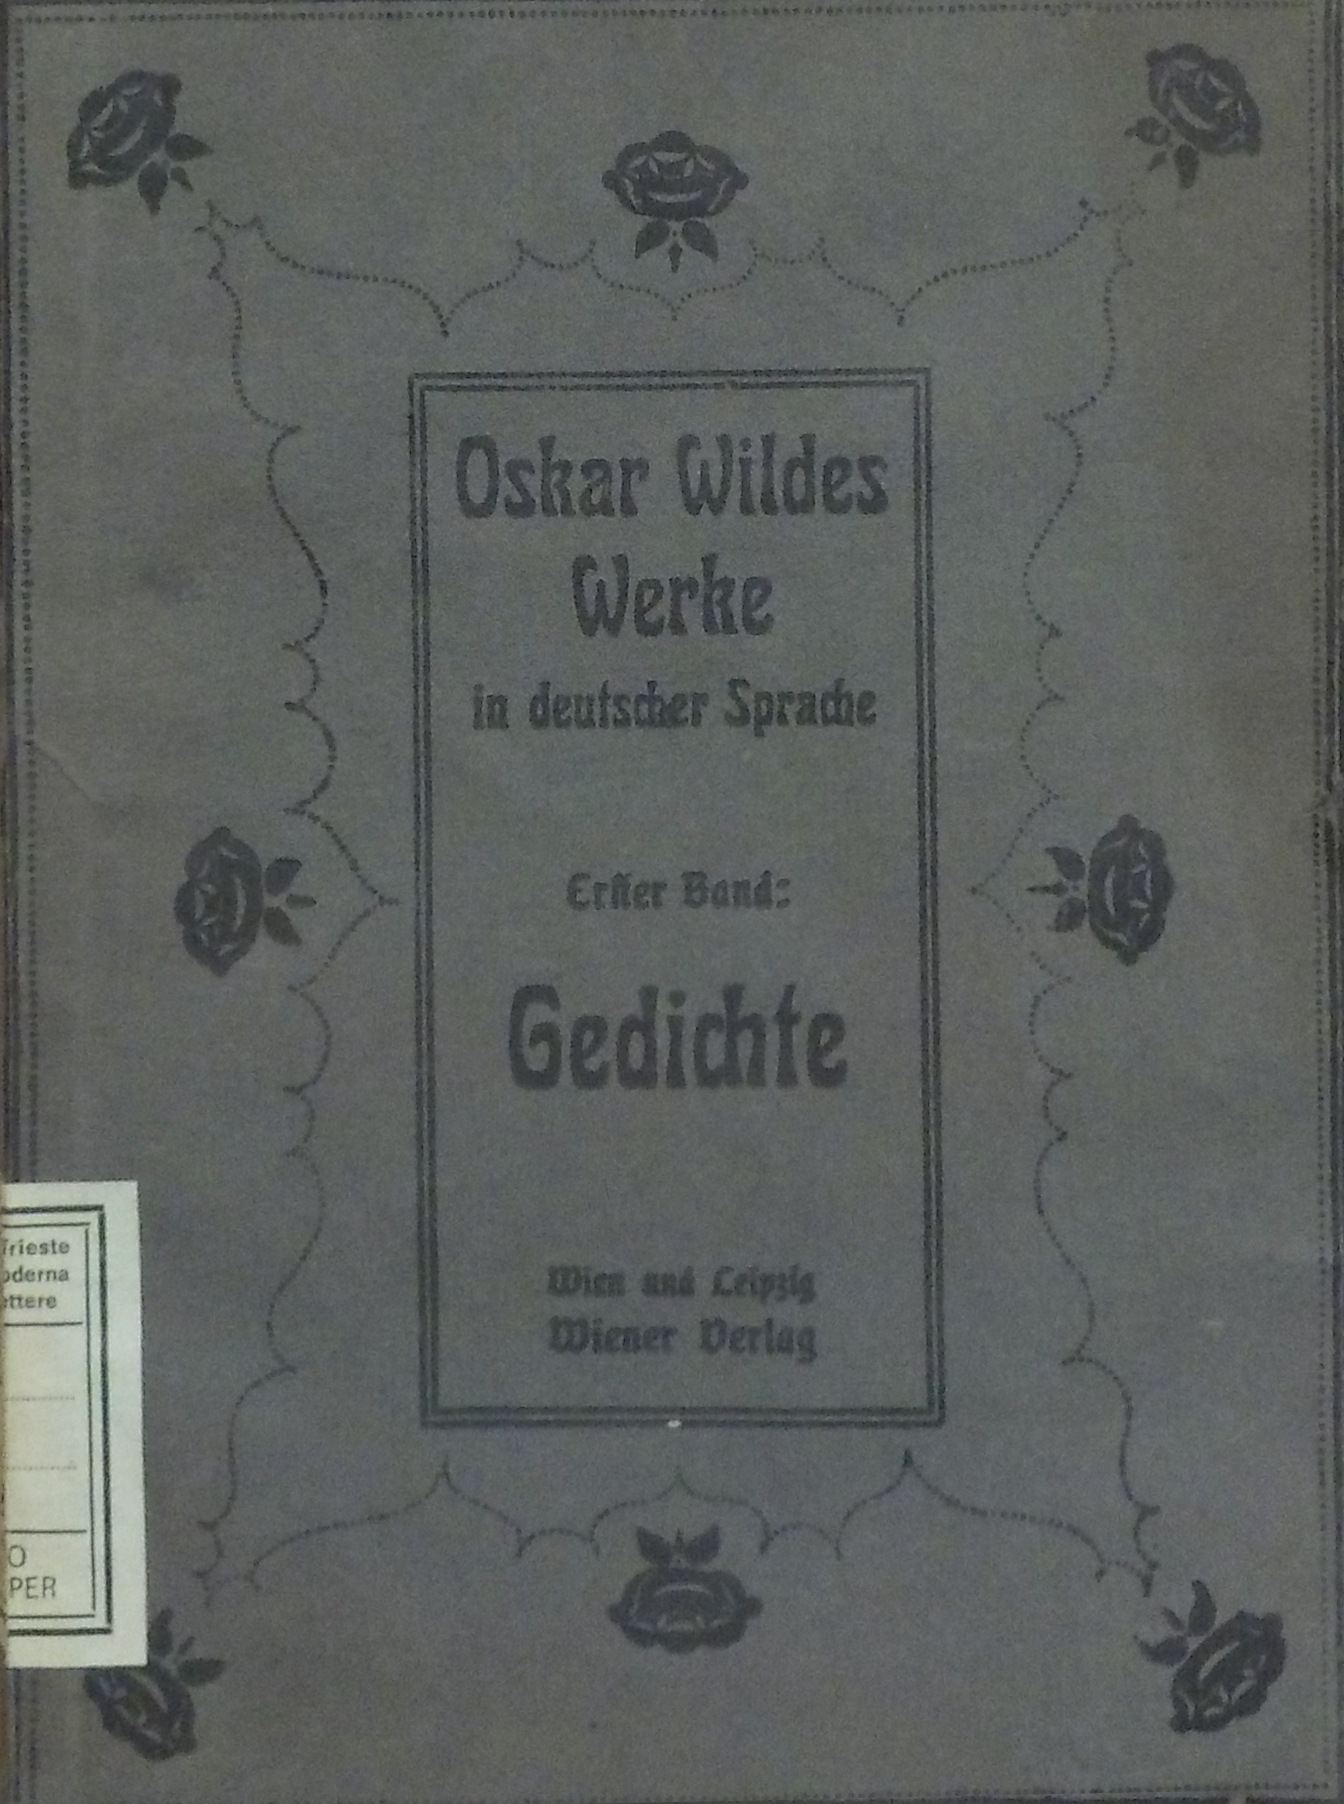 Oskar Wildes
Werke
in deutscher Sprache
Erster Band:
Gedichte
Wien und Leipzig
Wiener Verlag
Trieste
oderna
ettere
O
PER